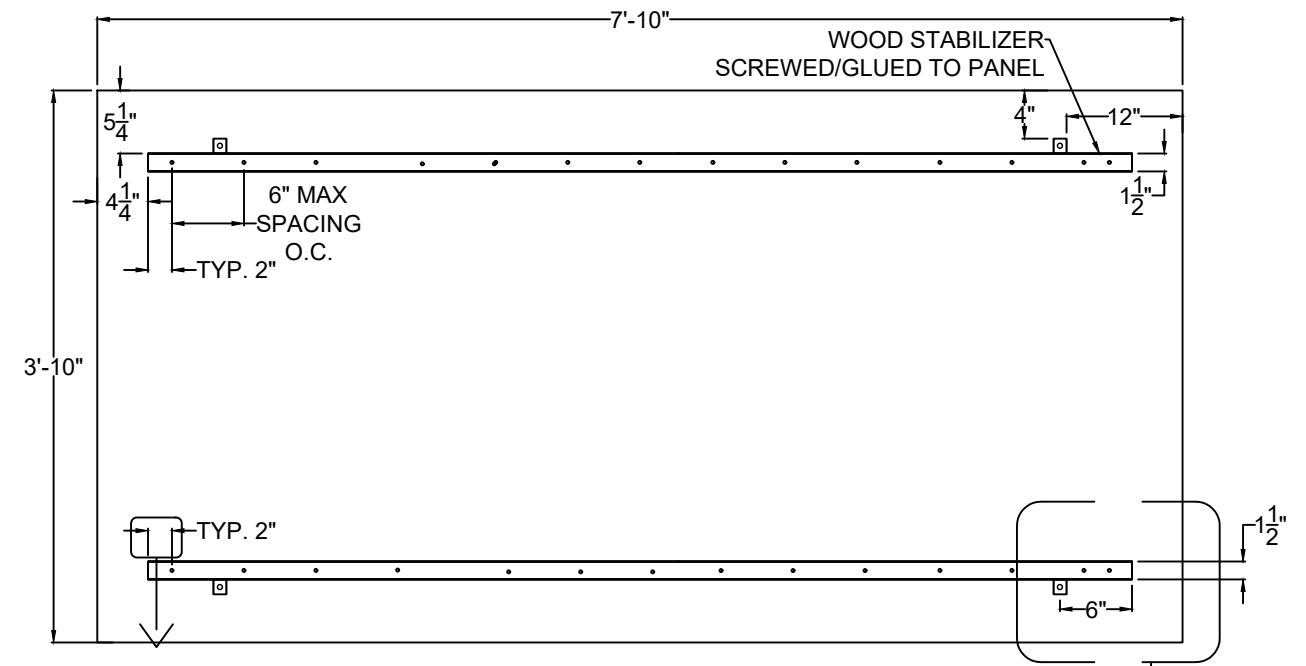 7'-10"
WOOD STABILIZER
SCREWED/GLUED TO PANEL
5 1/4"
4"
12"
4 1/4"
6" MAX
SPACING
O.C.
1 1/2"
TYP. 2"
3'-10"
TYP. 2"
1 1/2"
6"